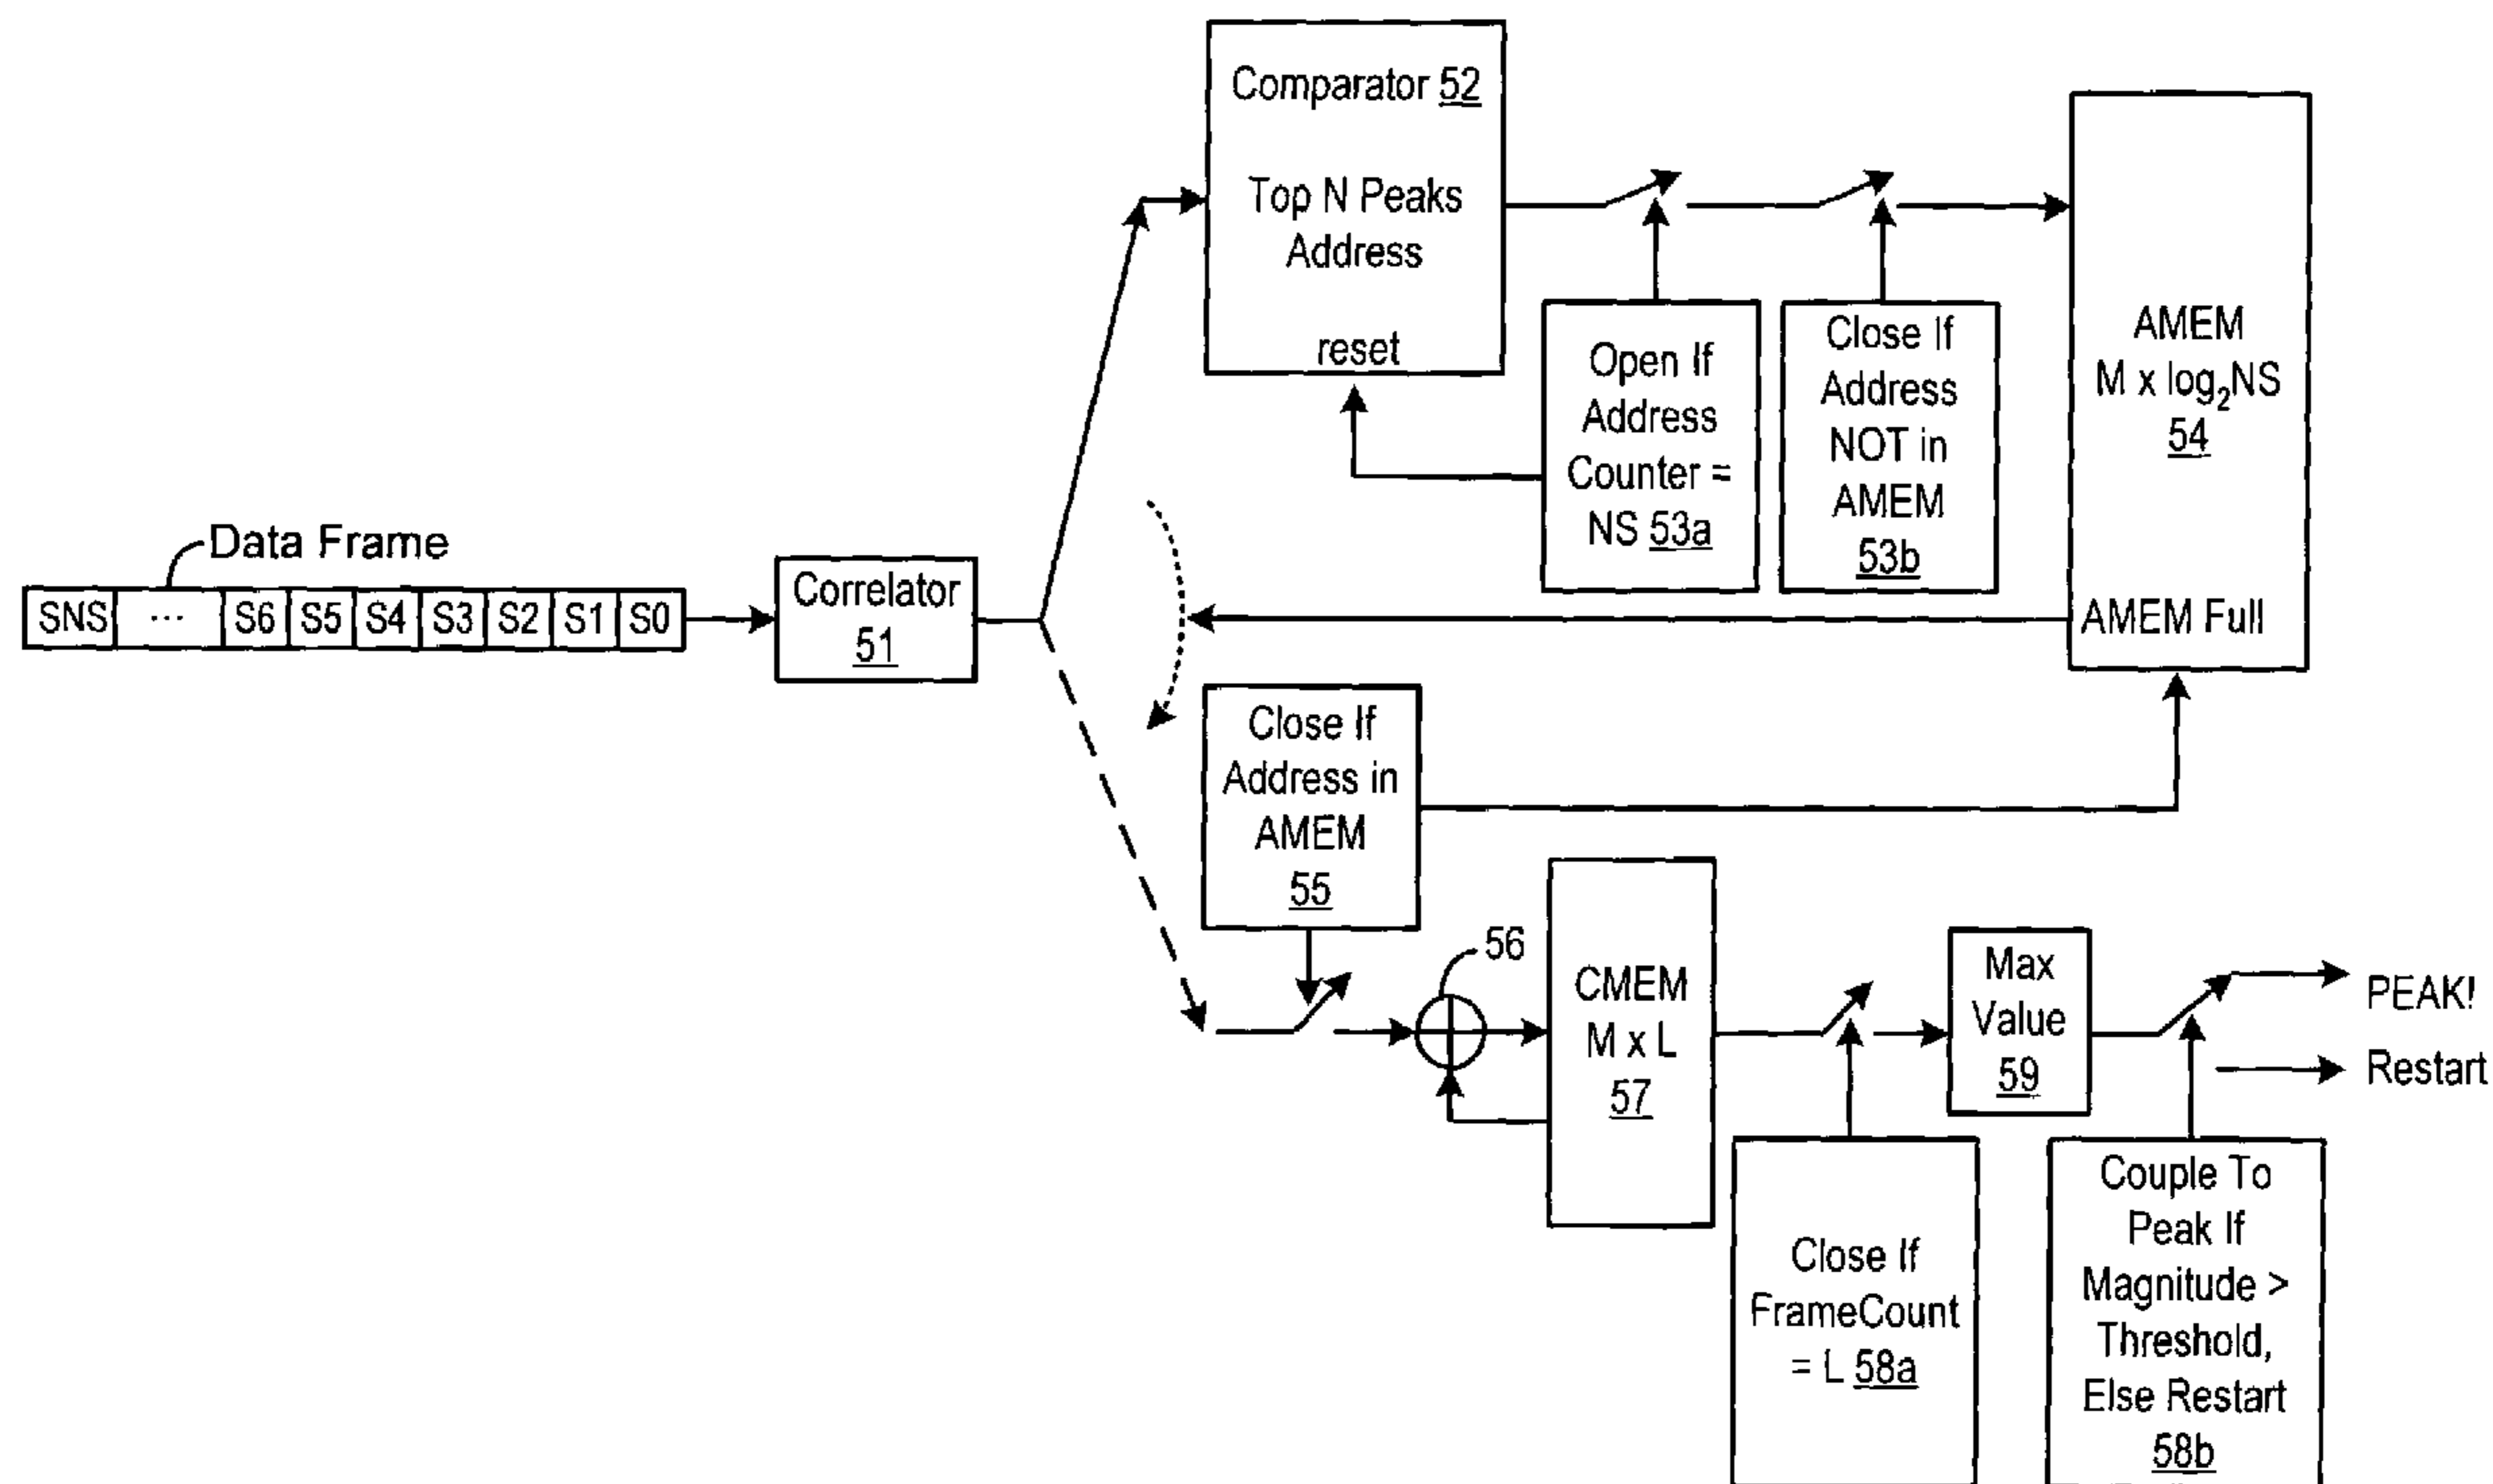 Comparator 52
Top N Peaks
Address
reset
Open If
Address
Counter =
NS 53a
Close If
Address
NOT in
AMEM
53b
AMEM
M x log2NS
54
AMEM Full
Data Frame
SNS ... S6 S5 S4 S3 S2 S1 S0
Correlator
51
Close If
Address in
AMEM
55
56
CMEM
M x L
57
Max
Value
59
PEAK!
Restart
Close If
FrameCount
= L 58a
Couple To
Peak If
Magnitude >
Threshold,
Else Restart
58b